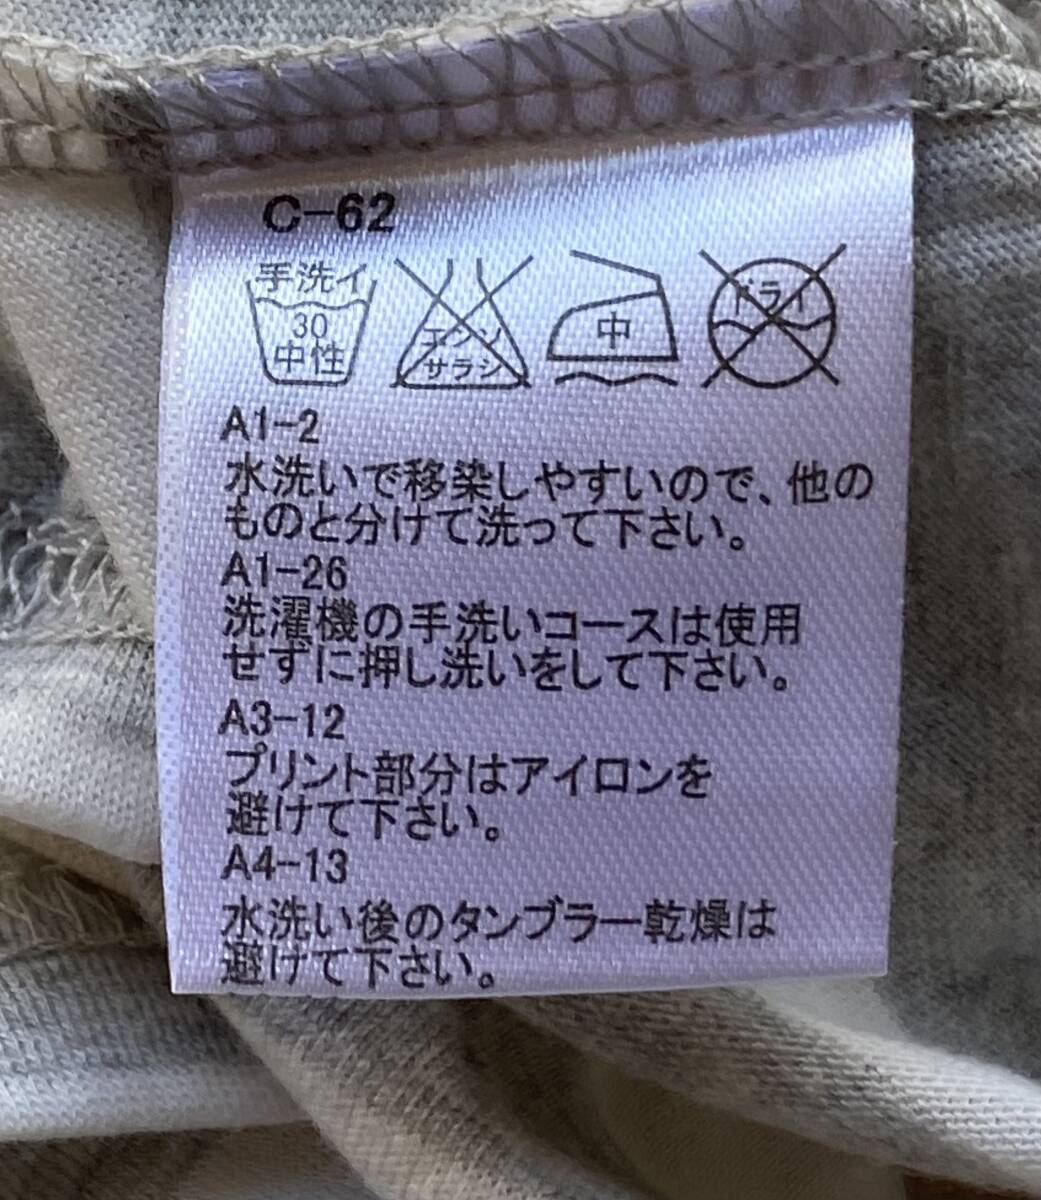 C-62
手洗イ
30
中性
エンソ
サラシ
中
ドライ
A1-2
水洗いで移染しやすいので、他の
ものと分けて洗って下さい。
A1-26
洗濯機の手洗いコースは使用
せずに押し洗いをして下さい。
A3-12
プリント部分はアイロンを
避けて下さい。
A4-13
水洗い後のタンブラー乾燥は
避けて下さい。